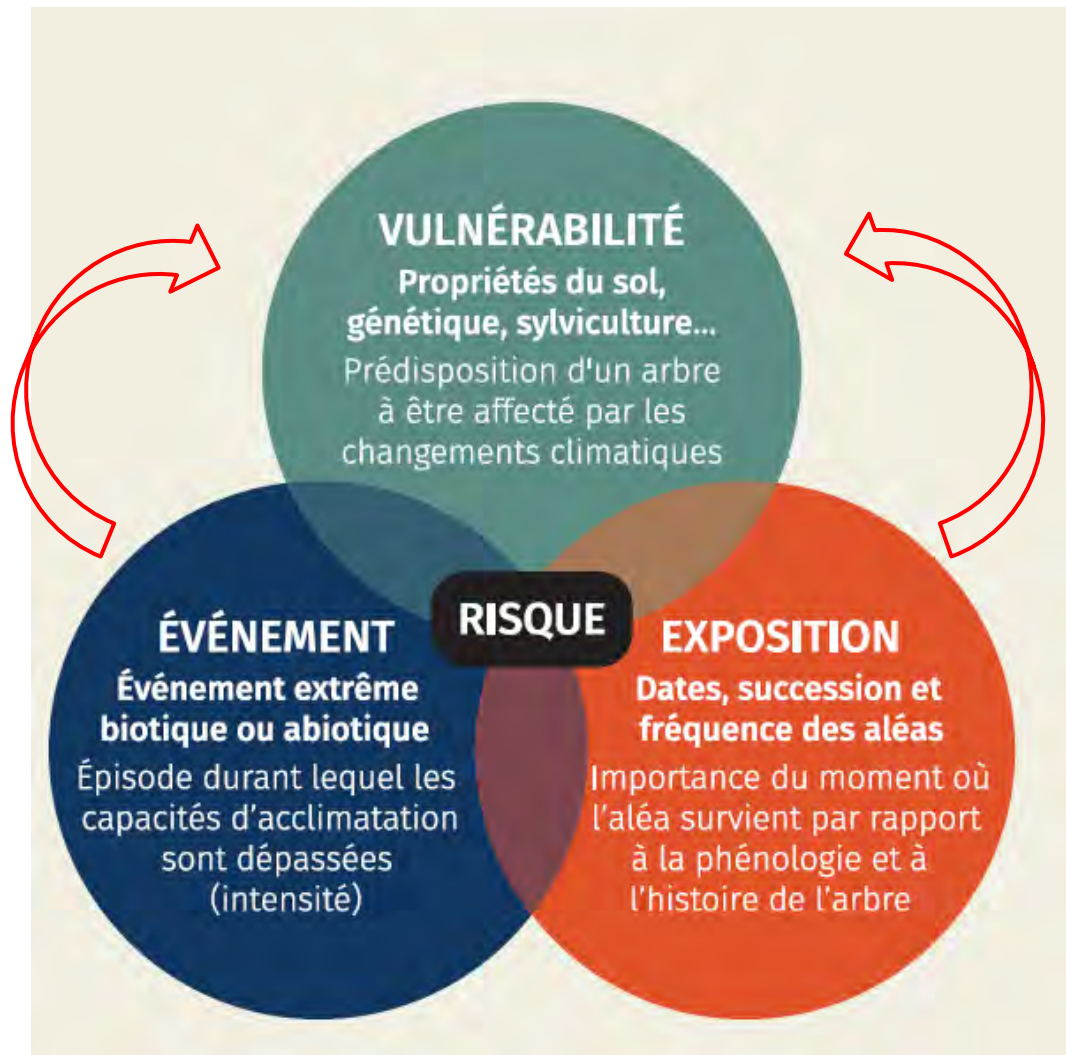 VULNÉRABILITÉ
Propriétés du sol,
génétique, sylviculture...
Prédisposition d'un arbre
à être affecté par les
changements climatiques
RISQUE
ÉVÉNEMENT
Événement extrême
biotique ou abiotique
Épisode durant lequel les
capacités d’acclimatation
sont dépassées
(intensité)
EXPOSITION
Dates, succession et
fréquence des aléas
Importance du moment où
l’aléa survient par rapport
à la phénologie et à
l’histoire de l’arbre